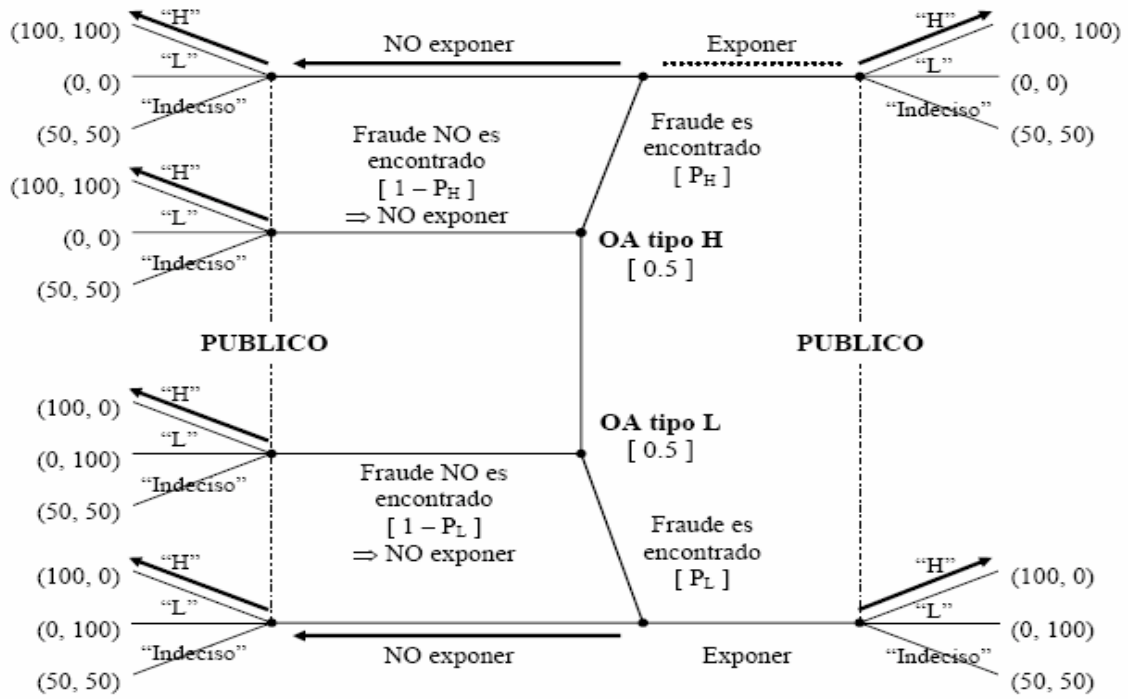 “H”
(100, 100)
“L”
(0, 0)
“Indeciso”
(50, 50)
NO exponer
Exponer
“H”
(100, 100)
“L”
(0, 0)
“Indeciso”
(50, 50)
Fraude NO es
encontrado
[ 1 – P_H ]
⇒ NO exponer
Fraude es
encontrado
[ P_H ]
“H”
(100, 100)
“L”
(0, 0)
“Indeciso”
(50, 50)
OA tipo H
[ 0.5 ]
PUBLICO
PUBLICO
“H”
(100, 0)
“L”
(0, 100)
“Indeciso”
(50, 50)
OA tipo L
[ 0.5 ]
Fraude NO es
encontrado
[ 1 – P_L ]
⇒ NO exponer
Fraude es
encontrado
[ P_L ]
“H”
(100, 0)
“L”
(0, 100)
“Indeciso”
(50, 50)
NO exponer
Exponer
“H”
(100, 0)
“L”
(0, 100)
“Indeciso”
(50, 50)